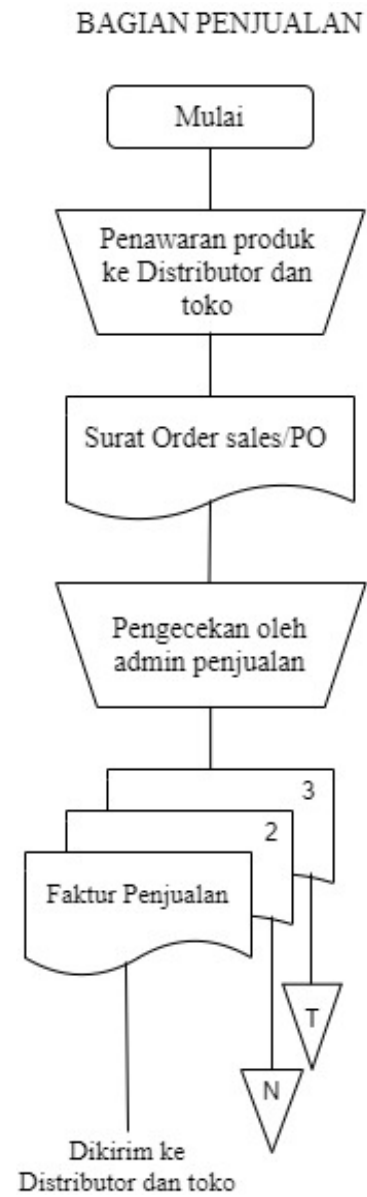 BAGIAN PENJUALAN
Mulai
Penawaran produk
ke Distributor dan
toko
Surat Order sales/PO
Pengecekan oleh
admin penjualan
3
2
Faktur Penjualan
T
N
Dikirim ke
Distributor dan toko